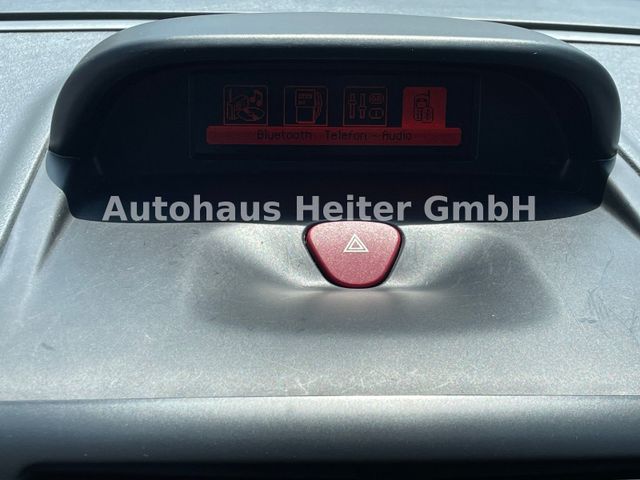 Bluetooth: Telefon - Audio
Autohaus Heiter GmbH